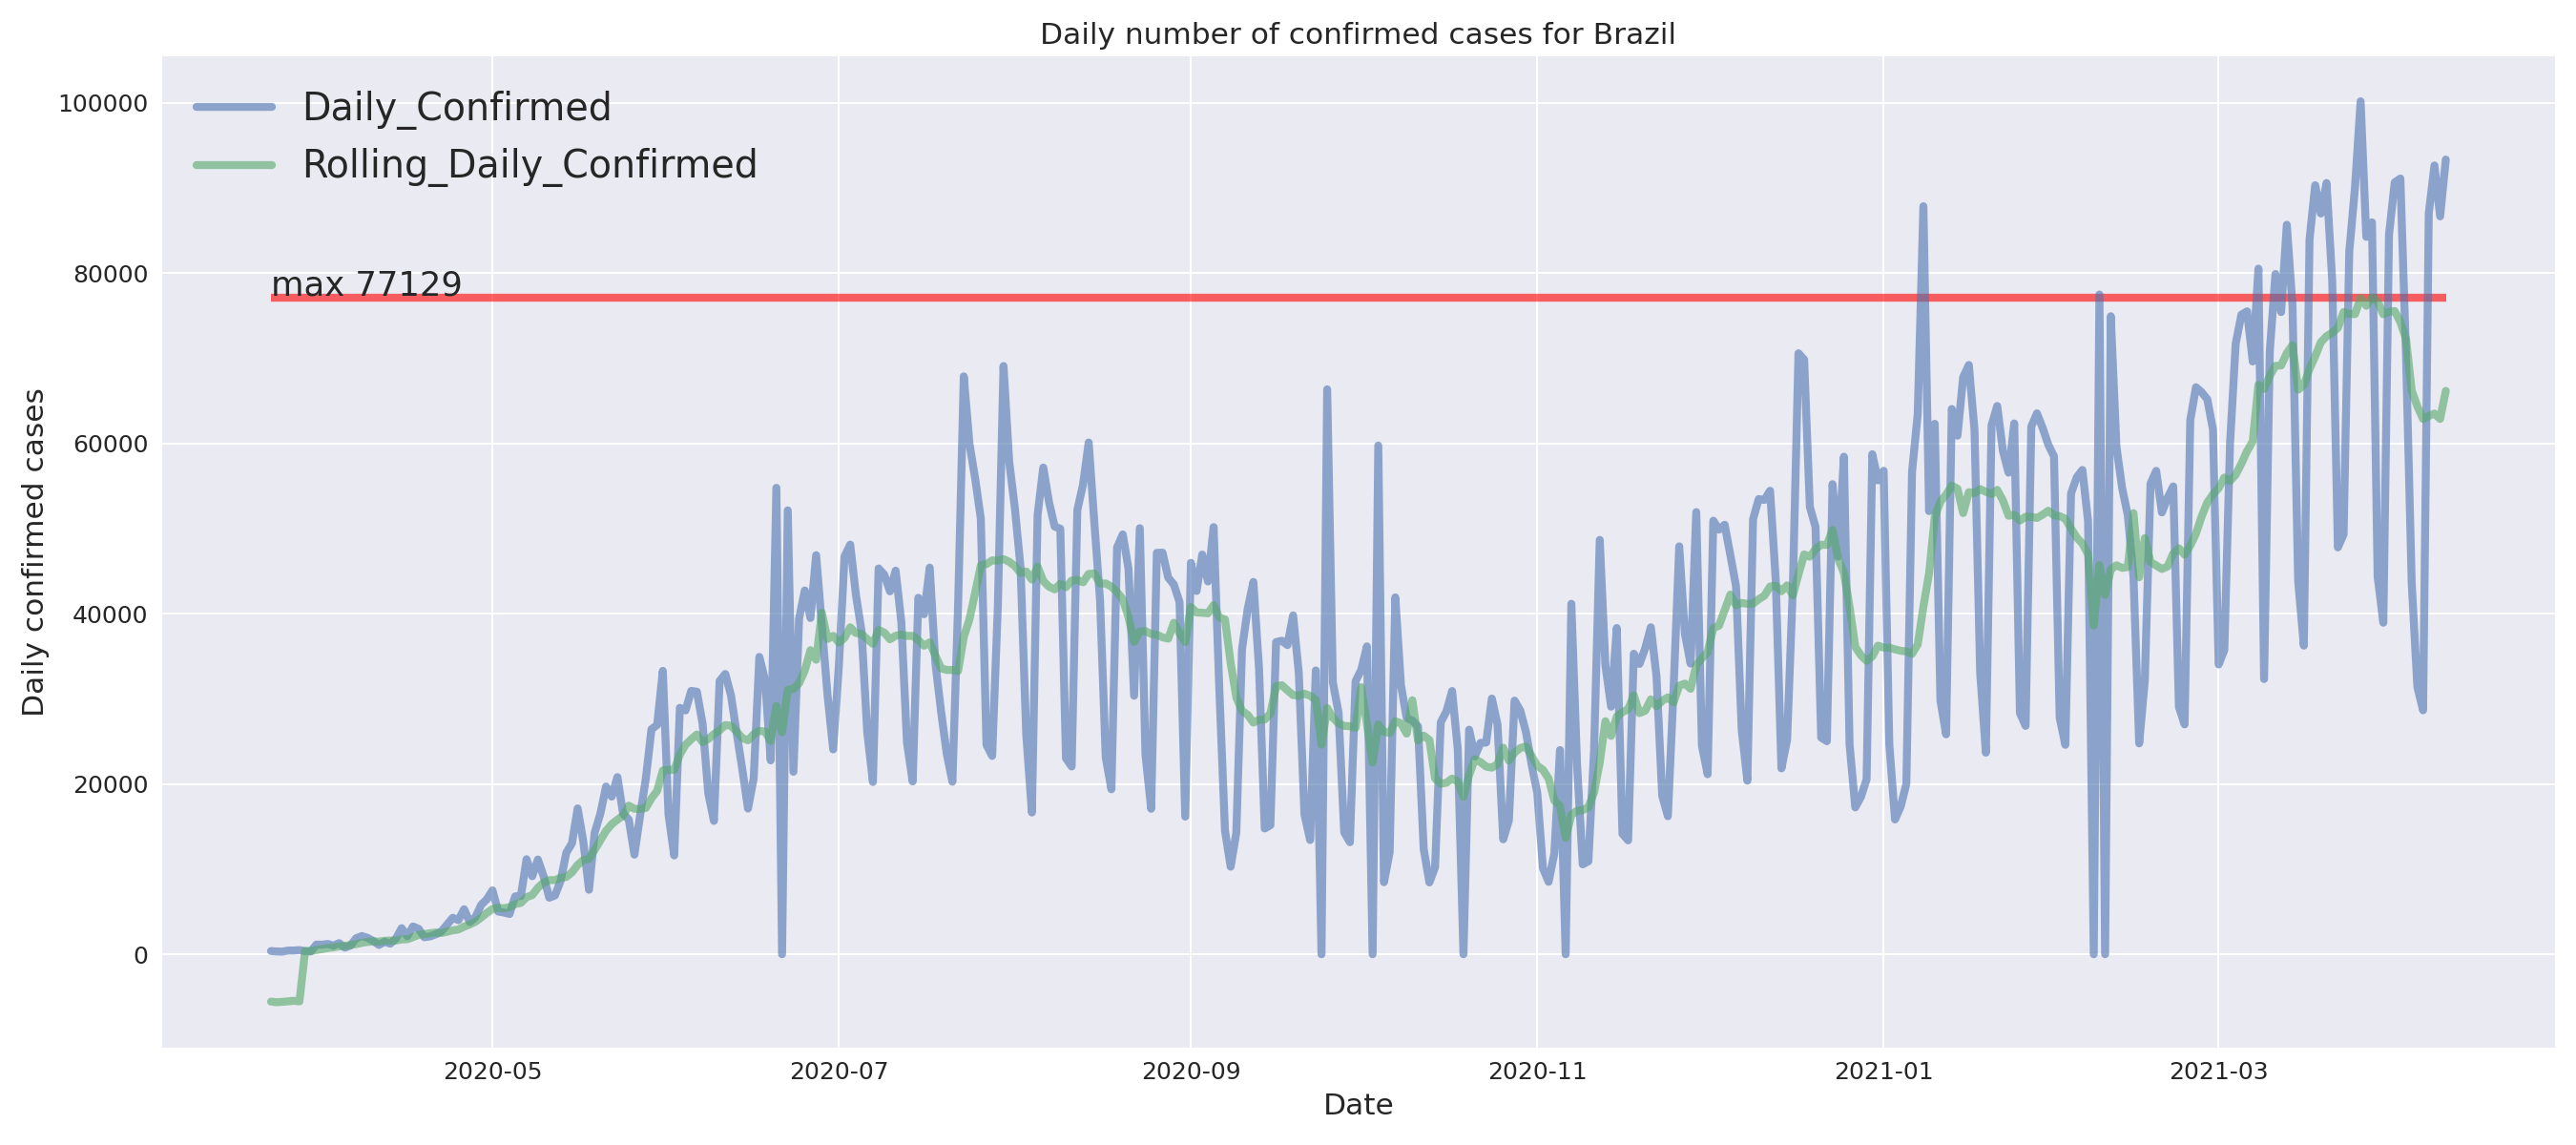 Daily number of confirmed cases for Brazil
Daily_Confirmed
Rolling_Daily_Confirmed
max 77129
Daily confirmed cases
100000
80000
60000
40000
20000
0
2020-05
2020-07
2020-09
2020-11
2021-01
2021-03
Date